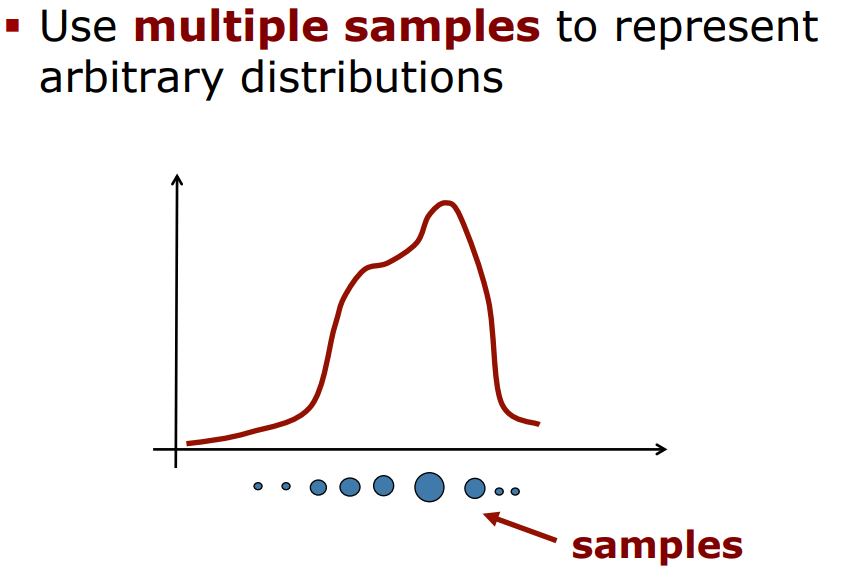 ▪ Use multiple samples to represent
arbitrary distributions
samples